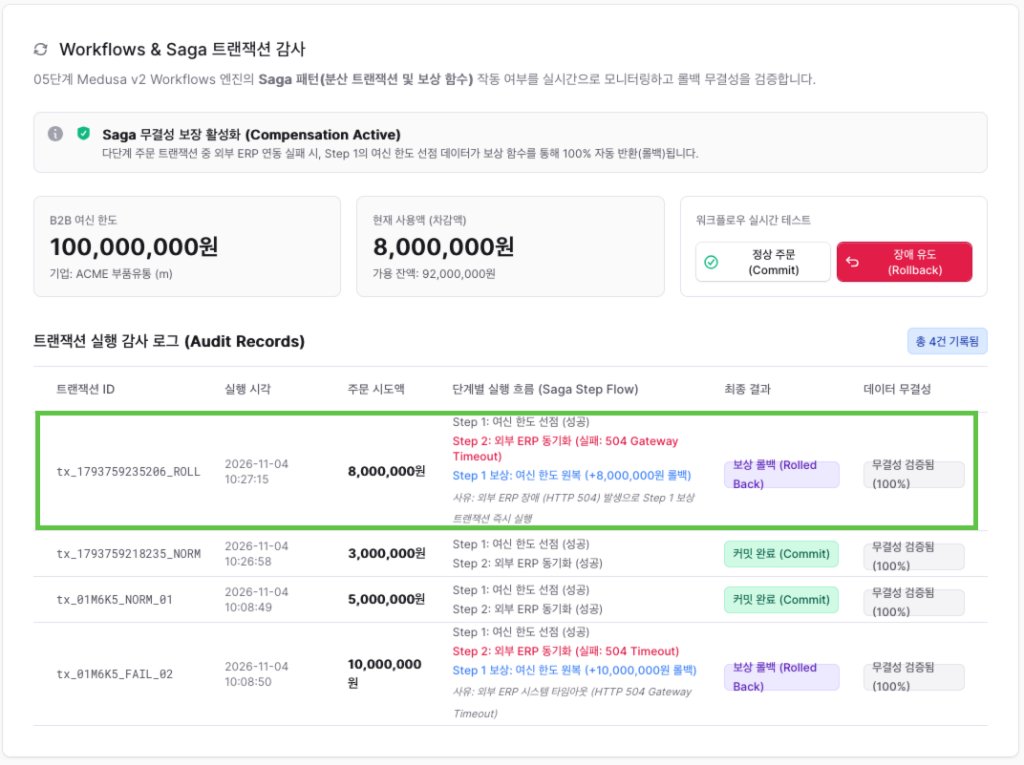 Workflows & Saga 트랜잭션 감사
05단계 Medusa v2 Workflows 엔진의 Saga 패턴(분산 트랜잭션 및 보상 함수) 작동 여부를 실시간으로 모니터링하고 롤백 무결성을 검증합니다.
Saga 무결성 보장 활성화 (Compensation Active)
다단계 주문 트랜잭션 중 외부 ERP 연동 실패 시, Step 1의 여신 한도 선점 데이터가 보상 함수를 통해 100% 자동 반환(롤백)됩니다.
B2B 여신 한도
100,000,000원
기업: ACME 부품유통 (m)
현재 사용액 (차감액)
8,000,000원
가용 잔액: 92,000,000원
워크플로우 실시간 테스트
정상 주문
(Commit)
장애 유도
(Rollback)
트랜잭션 실행 감사 로그 (Audit Records)
총 4건 기록됨
트랜잭션 ID 실행 시각 주문 시도액 단계별 실행 흐름 (Saga Step Flow) 최종 결과 데이터 무결성
tx_1793759235206_ROLL
2026-11-04
10:27:15
8,000,000원
Step 1: 여신 한도 선점 (성공)
Step 2: 외부 ERP 동기화 (실패: 504 Gateway
Timeout)
Step 1 보상: 여신 한도 원복 (+8,000,000원 롤백)
사유: 외부 ERP 장애 (HTTP 504) 발생으로 Step 1 보상
트랜잭션 즉시 실행
보상 롤백 (Rolled
Back)
무결성 검증됨
(100%)
tx_1793759218235_NORM
2026-11-04
10:26:58
3,000,000원
Step 1: 여신 한도 선점 (성공)
Step 2: 외부 ERP 동기화 (성공)
커밋 완료 (Commit)
무결성 검증됨
(100%)
tx_01M6K5_NORM_01
2026-11-04
10:08:49
5,000,000원
Step 1: 여신 한도 선점 (성공)
Step 2: 외부 ERP 동기화 (성공)
커밋 완료 (Commit)
무결성 검증됨
(100%)
tx_01M6K5_FAIL_02
2026-11-04
10:08:50
10,000,000
원
Step 1: 여신 한도 선점 (성공)
Step 2: 외부 ERP 동기화 (실패: 504 Timeout)
Step 1 보상: 여신 한도 원복 (+10,000,000원 롤백)
사유: 외부 ERP 시스템 타임아웃 (HTTP 504 Gateway
Timeout)
보상 롤백 (Rolled
Back)
무결성 검증됨
(100%)